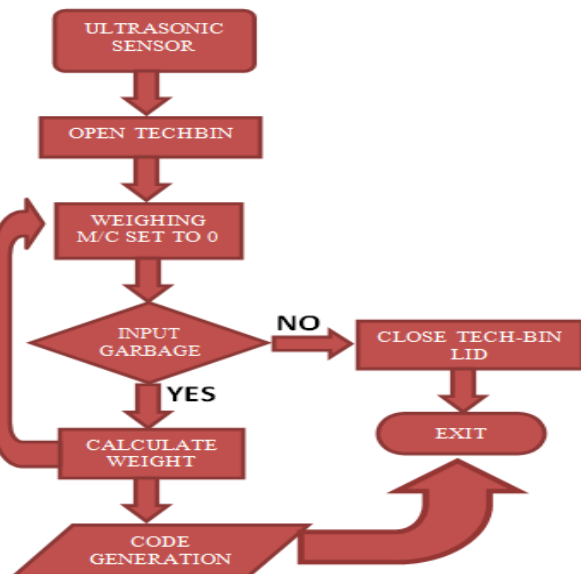 ULTRASONIC
SENSOR
OPEN TECHBIN
WEIGHING
M/C SET TO 0
INPUT
GARBAGE
NO
CLOSE TECH-BIN
LID
YES
EXIT
CALCULATE
WEIGHT
CODE
GENERATION